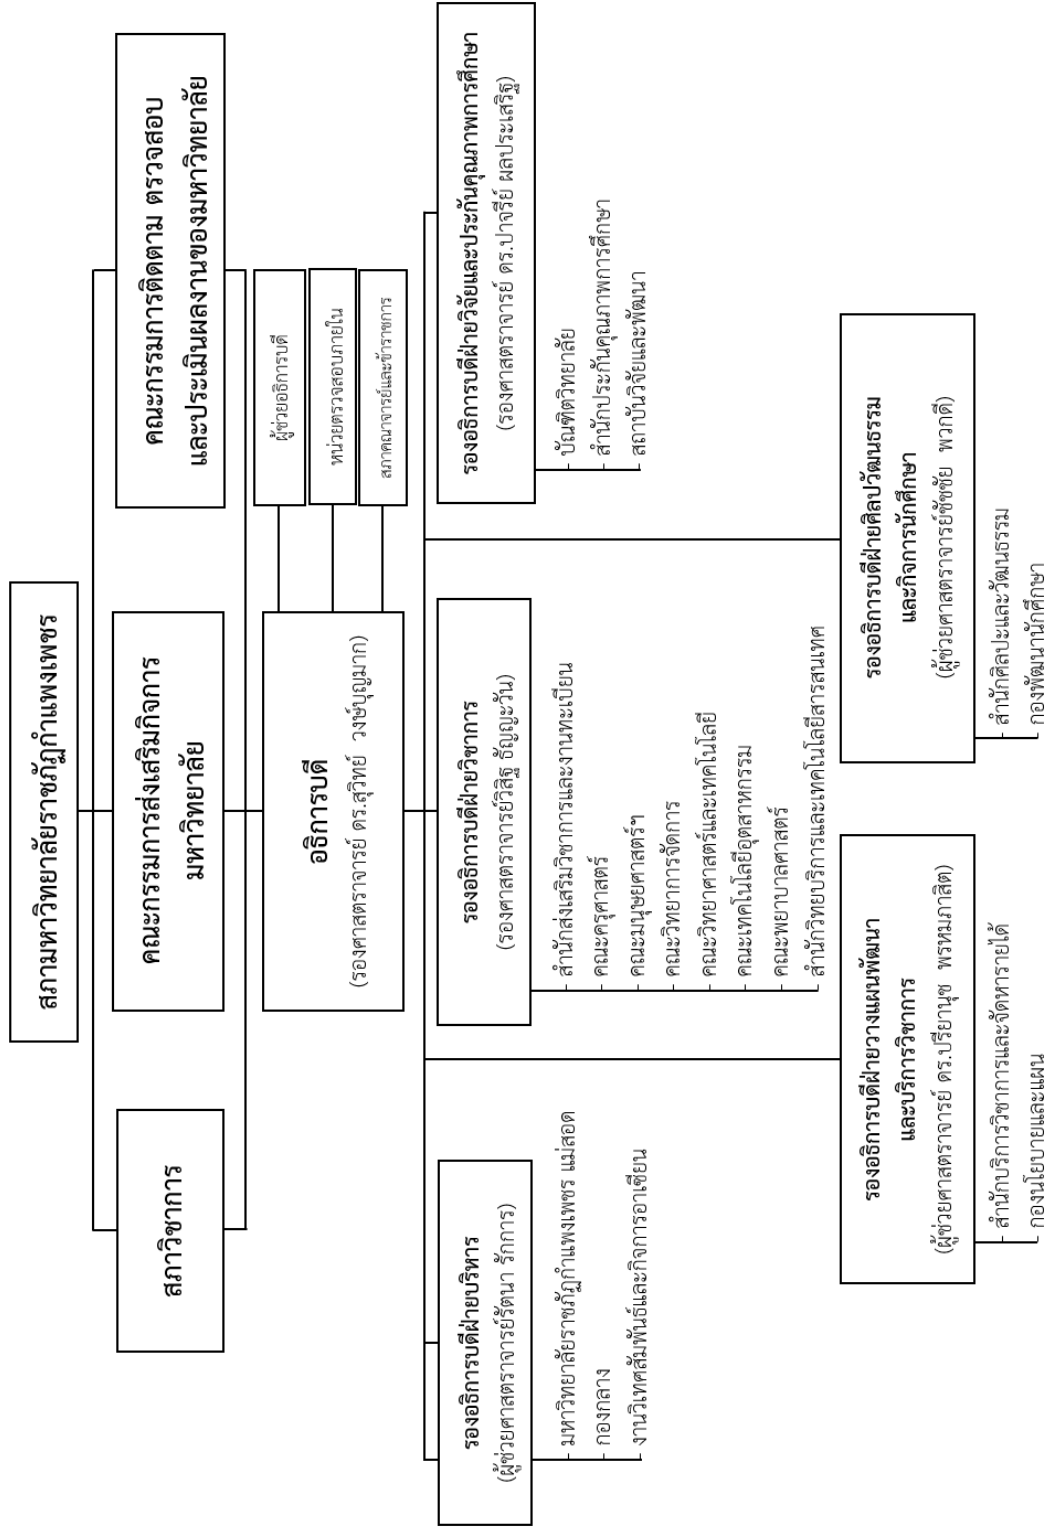 สภามหาวิทยาลัยราชภัฏกำแพงเพชร
สภาวิชาการ
คณะกรรมการส่งเสริมกิจการ
มหาวิทยาลัย
คณะกรรมการติดตาม ตรวจสอบ
และประเมินผลงานของมหาวิทยาลัย
อธิการบดี
(รองศาสตราจารย์ ดร.สุวิทย์ วงษ์บุญมาก)
ผู้ช่วยอธิการบดี
หน่วยตรวจสอบภายใน
สภาคณาจารย์และข้าราชการ
รองอธิการบดีฝ่ายบริหาร
(ผู้ช่วยศาสตราจารย์รัตนา รักการ)
มหาวิทยาลัยราชภัฏกำแพงเพชร แม่สอด
กองกลาง
งานวิเทศสัมพันธ์และกิจการอาเซียน
รองอธิการบดีฝ่ายวิชาการ
(รองศาสตราจารย์วิสิฐ ธัญญะวัน)
สำนักส่งเสริมวิชาการและงานทะเบียน
คณะครุศาสตร์
คณะมนุษยศาสตร์ฯ
คณะวิทยาการจัดการ
คณะวิทยาศาสตร์และเทคโนโลยี
คณะเทคโนโลยีอุตสาหกรรม
คณะพยาบาลศาสตร์
สำนักวิทยบริการและเทคโนโลยีสารสนเทศ
รองอธิการบดีฝ่ายวิจัยและประกันคุณภาพการศึกษา
(รองศาสตราจารย์ ดร.ปาจรีย์ ผลประเสริฐ)
บัณฑิตวิทยาลัย
สำนักประกันคุณภาพการศึกษา
สถาบันวิจัยและพัฒนา
รองอธิการบดีฝ่ายวางแผนพัฒนา
และบริการวิชาการ
(ผู้ช่วยศาสตราจารย์ ดร.ปรียานุช พรหมภาสิต)
สำนักบริการวิชาการและจัดหารายได้
กองนโยบายและแผน
รองอธิการบดีฝ่ายศิลปวัฒนธรรม
และกิจการนักศึกษา
(ผู้ช่วยศาสตราจารย์ชัชชัย พวกดี)
สำนักศิลปะและวัฒนธรรม
กองพัฒนานักศึกษา